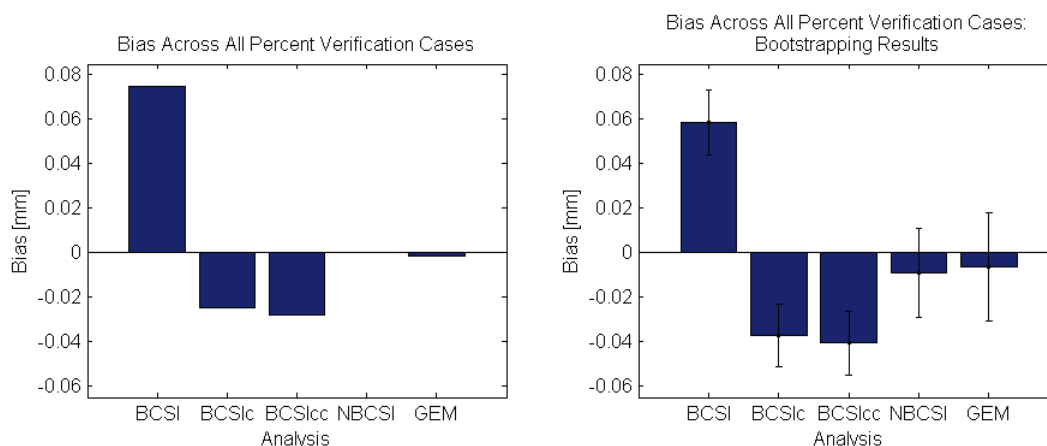 Bias Across All Percent Verification Cases
0.08
0.06
0.04
0.02
0
-0.02
-0.04
-0.06
Bias [mm]
BCSI BCSIc BCSIcc NBCSI GEM
Analysis
Bias Across All Percent Verification Cases:
Bootstrapping Results
0.08
0.06
0.04
0.02
0
-0.02
-0.04
-0.06
Bias [mm]
BCSI BCSIc BCSIcc NBCSI GEM
Analysis